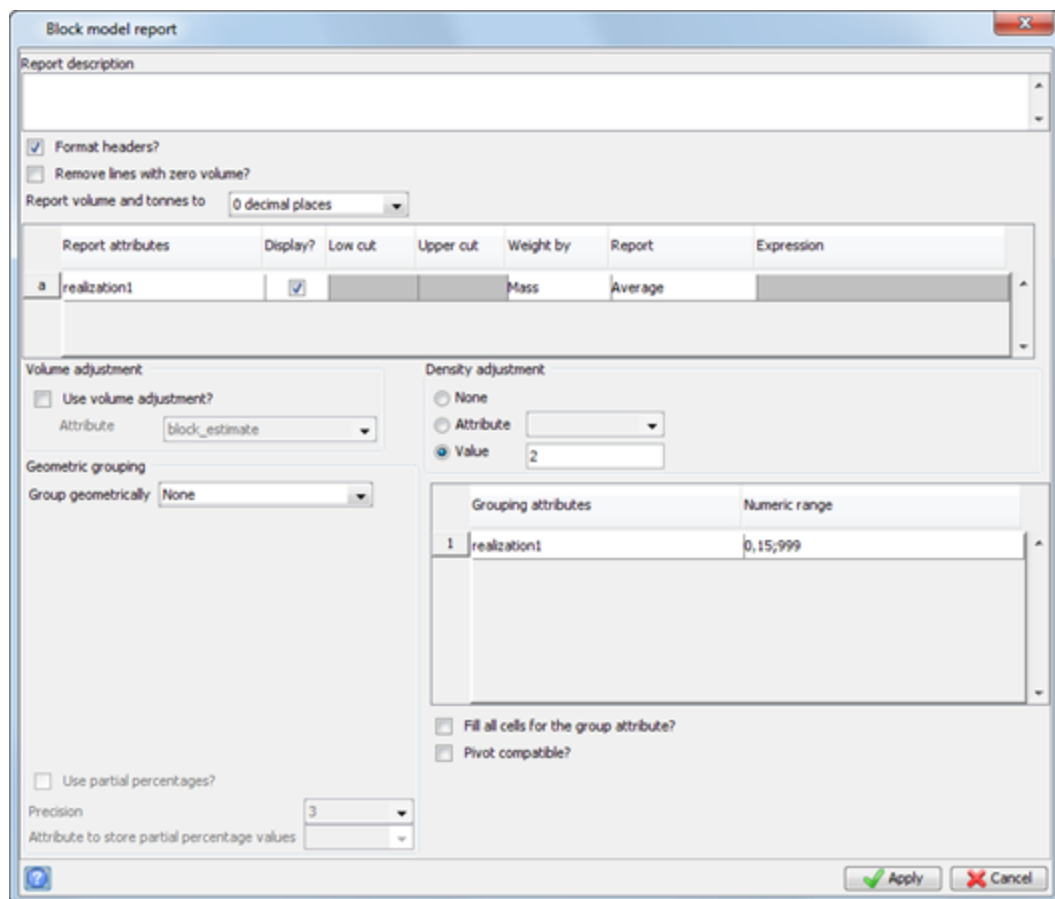 Block model report
Report description
Format headers?
Remove lines with zero volume?
Report volume and tonnes to 0 decimal places
Report attributes Display? Low cut Upper cut Weight by Report Expression
a realization1 Mass Average
Volume adjustment
Use volume adjustment?
Attribute block_estimate
Density adjustment
None
Attribute
Value 2
Geometric grouping
Group geometrically None
Grouping attributes Numeric range
1 realization1 0,15;999
Fill all cells for the group attribute?
Pivot compatible?
Use partial percentages?
Precision 3
Attribute to store partial percentage values
Apply Cancel